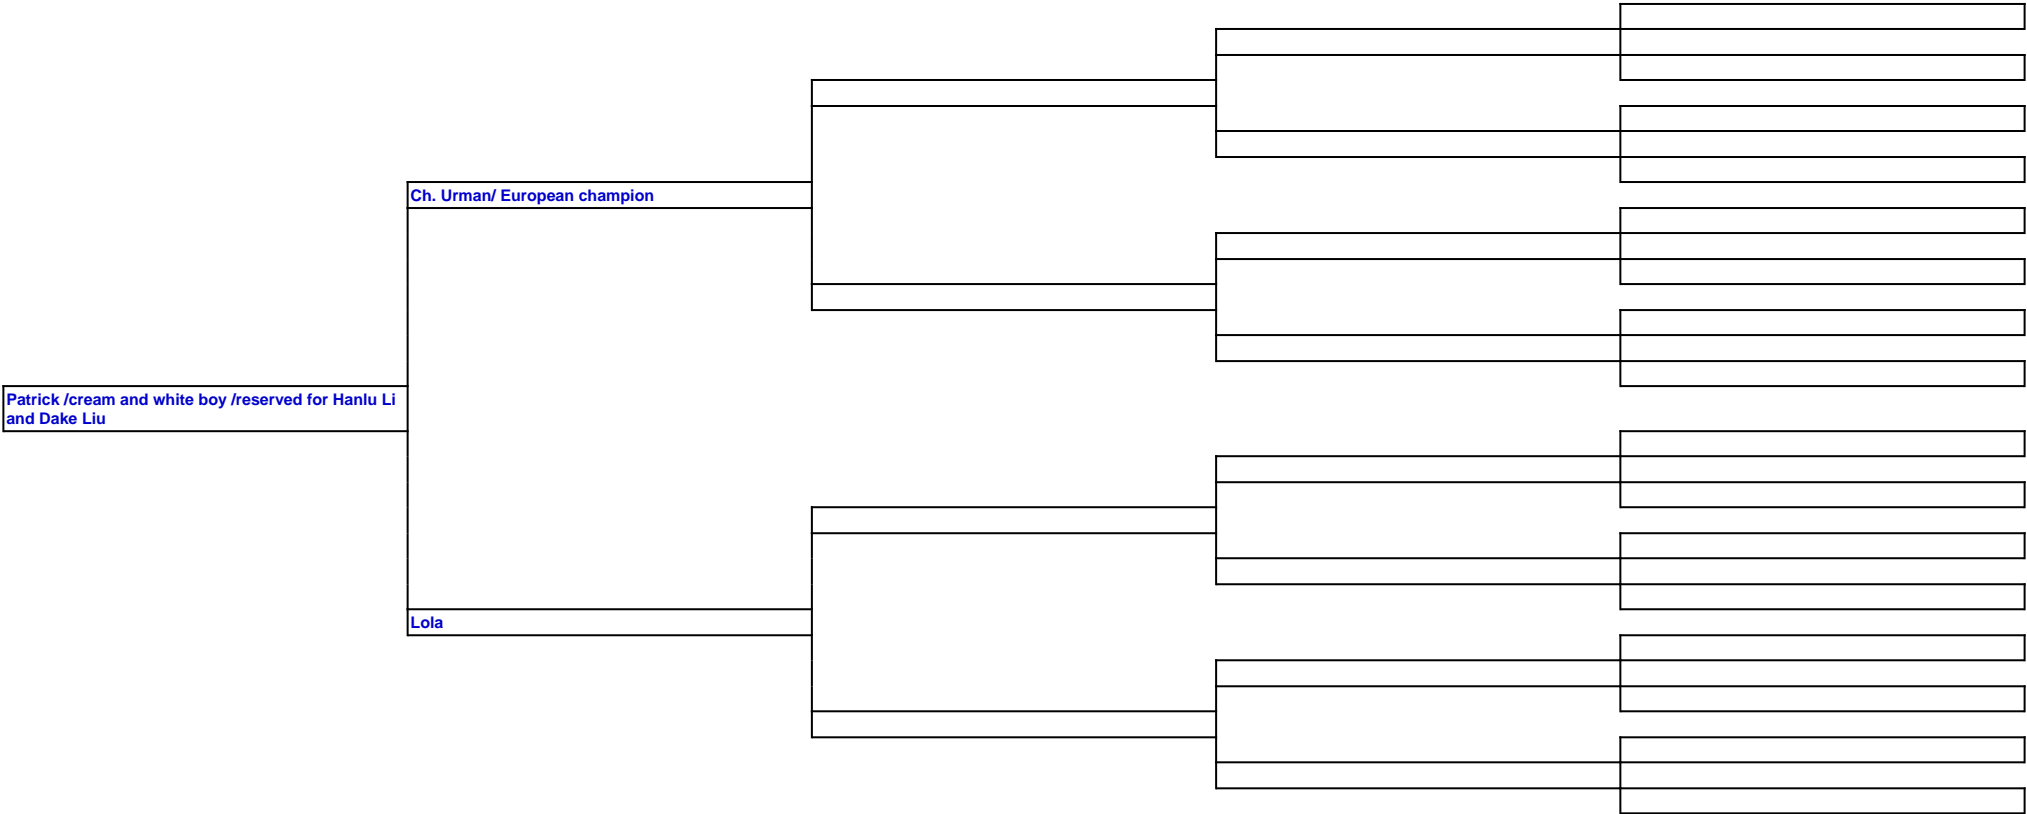 Ch. Urman/ European champion
Patrick /cream and white boy /reserved for Hanlu Li
and Dake Liu
Lola